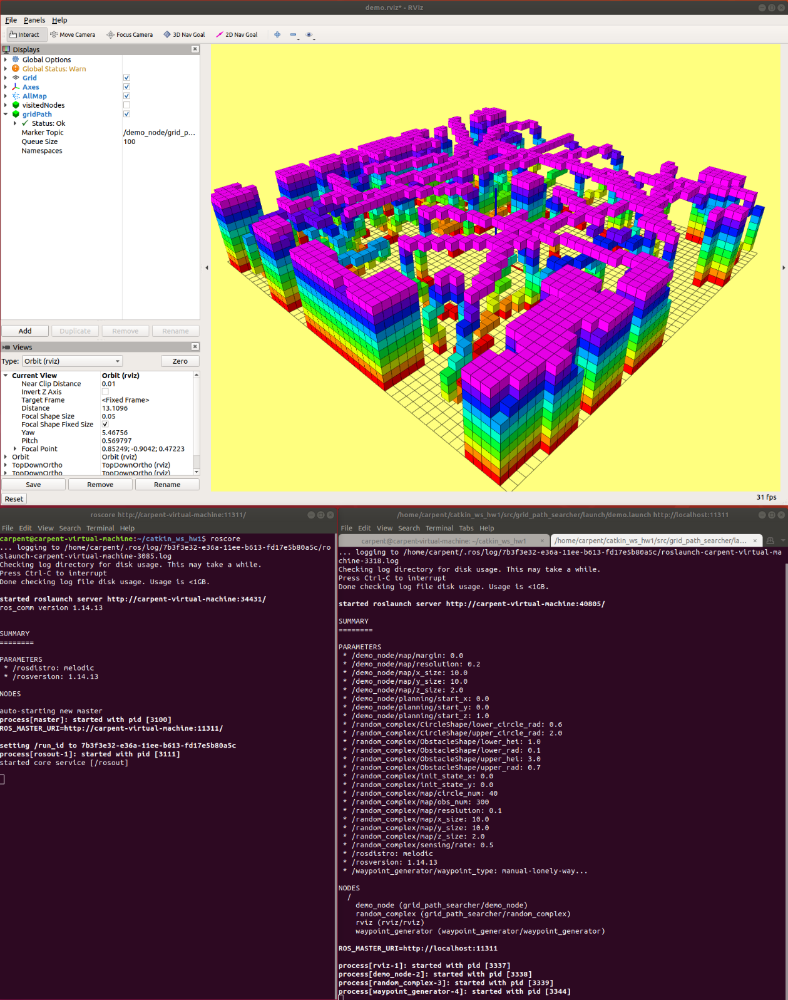 demo.rviz* - RViz
File Panels Help
Interact Move Camera Focus Camera 3D Nav Goal 2D Nav Goal
Displays
Global Options
Global Status: Warn
Grid
Axes
AllMap
visitedNodes
gridPath
Status: Ok
Marker Topic /demo_node/grid_p...
Queue Size 100
Namespaces
Add Duplicate Remove Rename
Views
Type: Orbit (rviz) Zero
Current View Orbit (rviz)
Near Clip Distance 0.01
Invert Z Axis
Target Frame <Fixed Frame>
Distance 13.1096
Focal Shape Size 0.05
Focal Shape Fixed Size
Yaw 5.46756
Pitch 0.569797
Focal Point 0.85249; -0.9042; 0.47223
Orbit Orbit (rviz)
TopDownOrtho TopDownOrtho (rviz)
TopDownOrtho TopDownOrtho (rviz)
Save Remove Rename
Reset
31 fps
roscore http://carpent-virtual-machine:11311/
File Edit View Search Terminal Help
carpent@carpent-virtual-machine:~/catkin_ws_hw1$ roscore
... logging to /home/carpent/.ros/log/7b3f3e32-e36a-11ee-b613-fd17e5b80a5c/ro
slaunch-carpent-virtual-machine-3085.log
Checking log directory for disk usage. This may take a while.
Press Ctrl-C to interrupt
Done checking log file disk usage. Usage is <1GB.
started roslaunch server http://carpent-virtual-machine:34431/
ros_comm version 1.14.13
SUMMARY
========
PARAMETERS
* /rosdistro: melodic
* /rosversion: 1.14.13
NODES
auto-starting new master
process[master]: started with pid [3100]
ROS_MASTER_URI=http://carpent-virtual-machine:11311/
setting /run_id to 7b3f3e32-e36a-11ee-b613-fd17e5b80a5c
process[rosout-1]: started with pid [3111]
started core service [/rosout]
/home/carpent/catkin_ws_hw1/src/grid_path_searcher/launch/demo.launch http://localhost:11311
File Edit View Search Terminal Tabs Help
carpent@carpent-virtual-machine: ~/catkin_ws_hw1 × /home/carpent/catkin_ws_hw1/src/grid_path_searcher/la... ×
... logging to /home/carpent/.ros/log/7b3f3e32-e36a-11ee-b613-fd17e5b80a5c/roslaunch-carpent-virtual-ma
chine-3318.log
Checking log directory for disk usage. This may take a while.
Press Ctrl-C to interrupt
Done checking log file disk usage. Usage is <1GB.
started roslaunch server http://carpent-virtual-machine:40805/
SUMMARY
========
PARAMETERS
* /demo_node/map/margin: 0.0
* /demo_node/map/resolution: 0.2
* /demo_node/map/x_size: 10.0
* /demo_node/map/y_size: 10.0
* /demo_node/map/z_size: 2.0
* /demo_node/planning/start_x: 0.0
* /demo_node/planning/start_y: 0.0
* /demo_node/planning/start_z: 1.0
* /random_complex/CircleShape/lower_circle_rad: 0.6
* /random_complex/CircleShape/upper_circle_rad: 2.0
* /random_complex/ObstacleShape/lower_hei: 1.0
* /random_complex/ObstacleShape/lower_rad: 0.1
* /random_complex/ObstacleShape/upper_hei: 3.0
* /random_complex/ObstacleShape/upper_rad: 0.7
* /random_complex/init_state_x: 0.0
* /random_complex/init_state_y: 0.0
* /random_complex/map/circle_num: 40
* /random_complex/map/obs_num: 300
* /random_complex/map/resolution: 0.1
* /random_complex/map/x_size: 10.0
* /random_complex/map/y_size: 10.0
* /random_complex/map/z_size: 2.0
* /random_complex/sensing/rate: 0.5
* /rosdistro: melodic
* /rosversion: 1.14.13
* /waypoint_generator/waypoint_type: manual-lonely-way...
NODES
/
demo_node (grid_path_searcher/demo_node)
random_complex (grid_path_searcher/random_complex)
rviz (rviz/rviz)
waypoint_generator (waypoint_generator/waypoint_generator)
ROS_MASTER_URI=http://localhost:11311
process[rviz-1]: started with pid [3337]
process[demo_node-2]: started with pid [3338]
process[random_complex-3]: started with pid [3339]
process[waypoint_generator-4]: started with pid [3344]